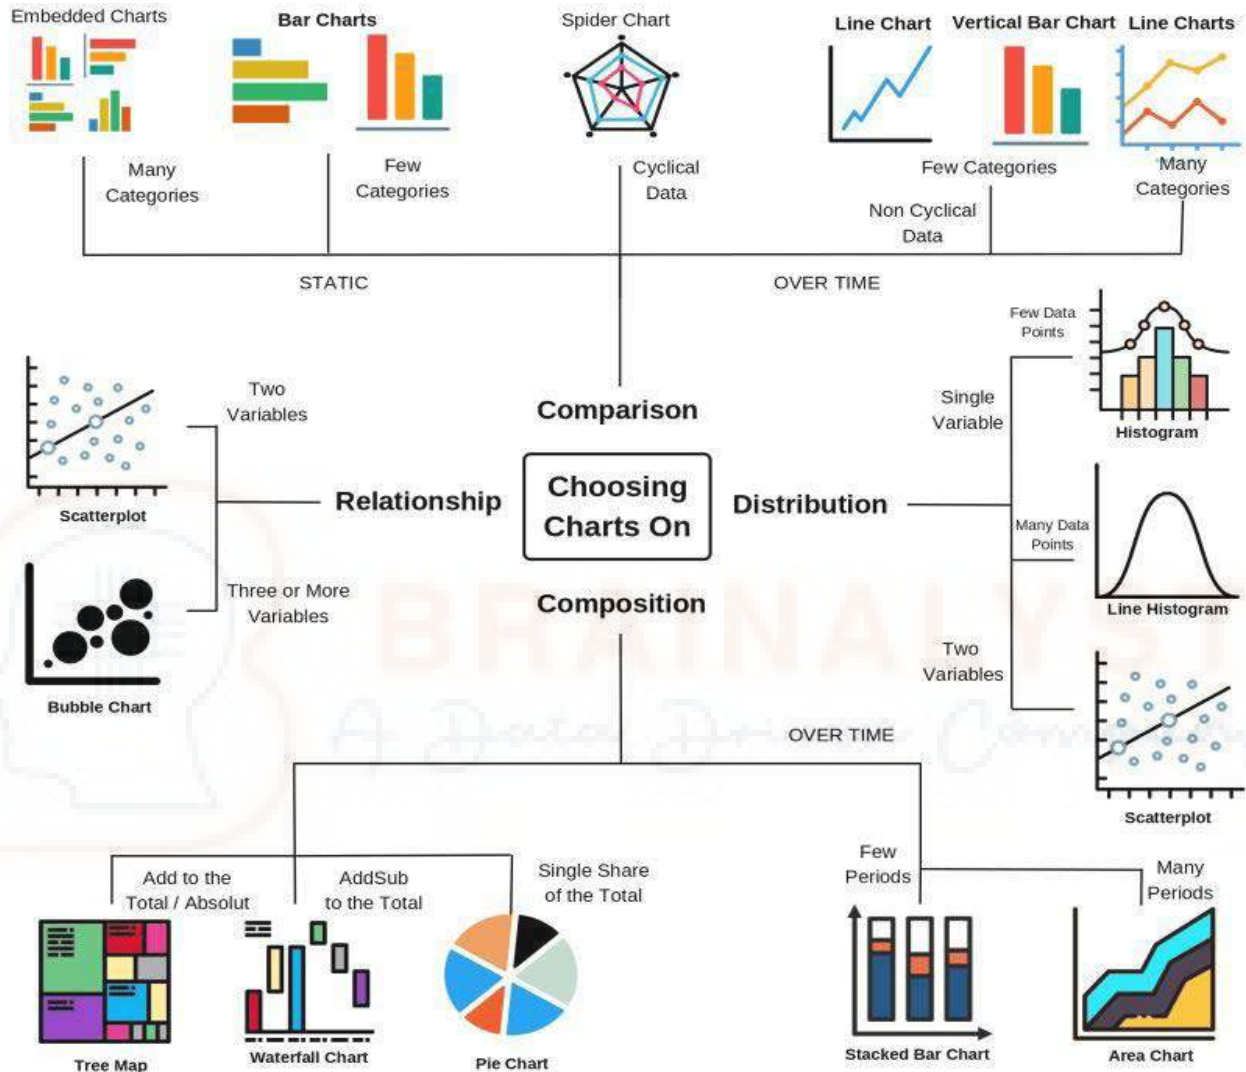 Embedded Charts
Bar Charts
Spider Chart
Line Chart
Vertical Bar Chart
Line Charts
Many
Categories
Few
Categories
Cyclical
Data
Few Categories
Many
Categories
Non Cyclical
Data
STATIC
OVER TIME
Few Data
Points
Two
Variables
Single
Variable
Comparison
Histogram
Relationship
Choosing
Charts On
Distribution
Scatterplot
Many Data
Points
Three or More
Variables
Composition
Line Histogram
BRAINALYST
Two
Variables
Bubble Chart
A Data Driven Com
OVER TIME
Scatterplot
Add to the
Total / Absolut
AddSub
to the Total
Single Share
of the Total
Few
Periods
Many
Periods
Tree Map
Waterfall Chart
Pie Chart
Stacked Bar Chart
Area Chart